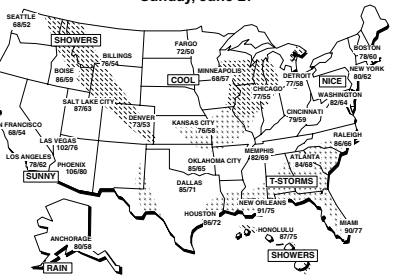 Sunday, June 27
SEATTLE
68/52
SHOWERS
BILLINGS
76/54
BOISE
86/59
FARGO
72/50
COOL
MINNEAPOLIS
68/57
CHICAGO
77/55
DETROIT
77/58
NICE
BOSTON
78/60
NEW YORK
80/62
WASHINGTON
82/64
SALT LAKE CITY
87/63
DENVER
73/53
KANSAS CITY
76/58
CINCINNATI
79/59
N FRANCISCO
68/54
LAS VEGAS
102/76
LOS ANGELES
78/62
SUNNY
PHOENIX
106/80
OKLAHOMA CITY
85/65
MEMPHIS
82/69
ATLANTA
84/68
RALEIGH
86/66
DALLAS
85/71
T-STORMS
HOUSTON
86/72
NEW ORLEANS
91/75
MIAMI
90/77
ANCHORAGE
80/58
RAIN
HONOLULU
87/75
SHOWERS